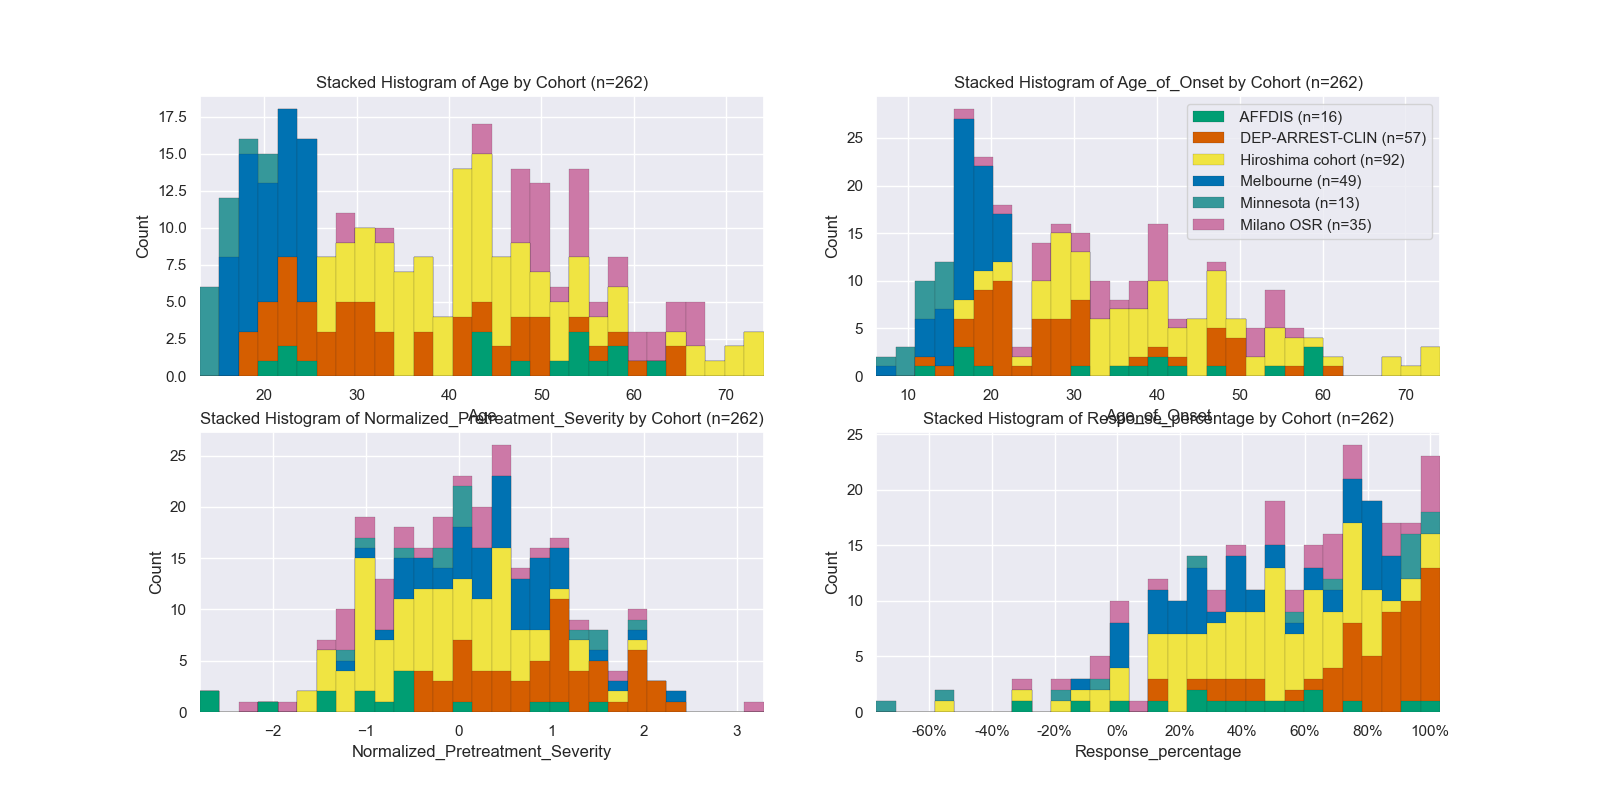 Stacked Histogram of Age by Cohort (n=262)
Count
17.5
15.0
12.5
10.0
7.5
5.0
2.5
0.0
20 30 40 50 60 70
Age
Stacked Histogram of Age_of_Onset by Cohort (n=262)
Count
25
20
15
10
5
0
10 20 30 40 50 60 70
Age_of_Onset
AFFDIS (n=16)
DEP-ARREST-CLIN (n=57)
Hiroshima cohort (n=92)
Melbourne (n=49)
Minnesota (n=13)
Milano OSR (n=35)
Stacked Histogram of Normalized_Pretreatment_Severity by Cohort (n=262)
Count
25
20
15
10
5
0
−2 −1 0 1 2 3
Normalized_Pretreatment_Severity
Stacked Histogram of Response_percentage by Cohort (n=262)
Count
25
20
15
10
5
0
-60% -40% -20% 0% 20% 40% 60% 80% 100%
Response_percentage